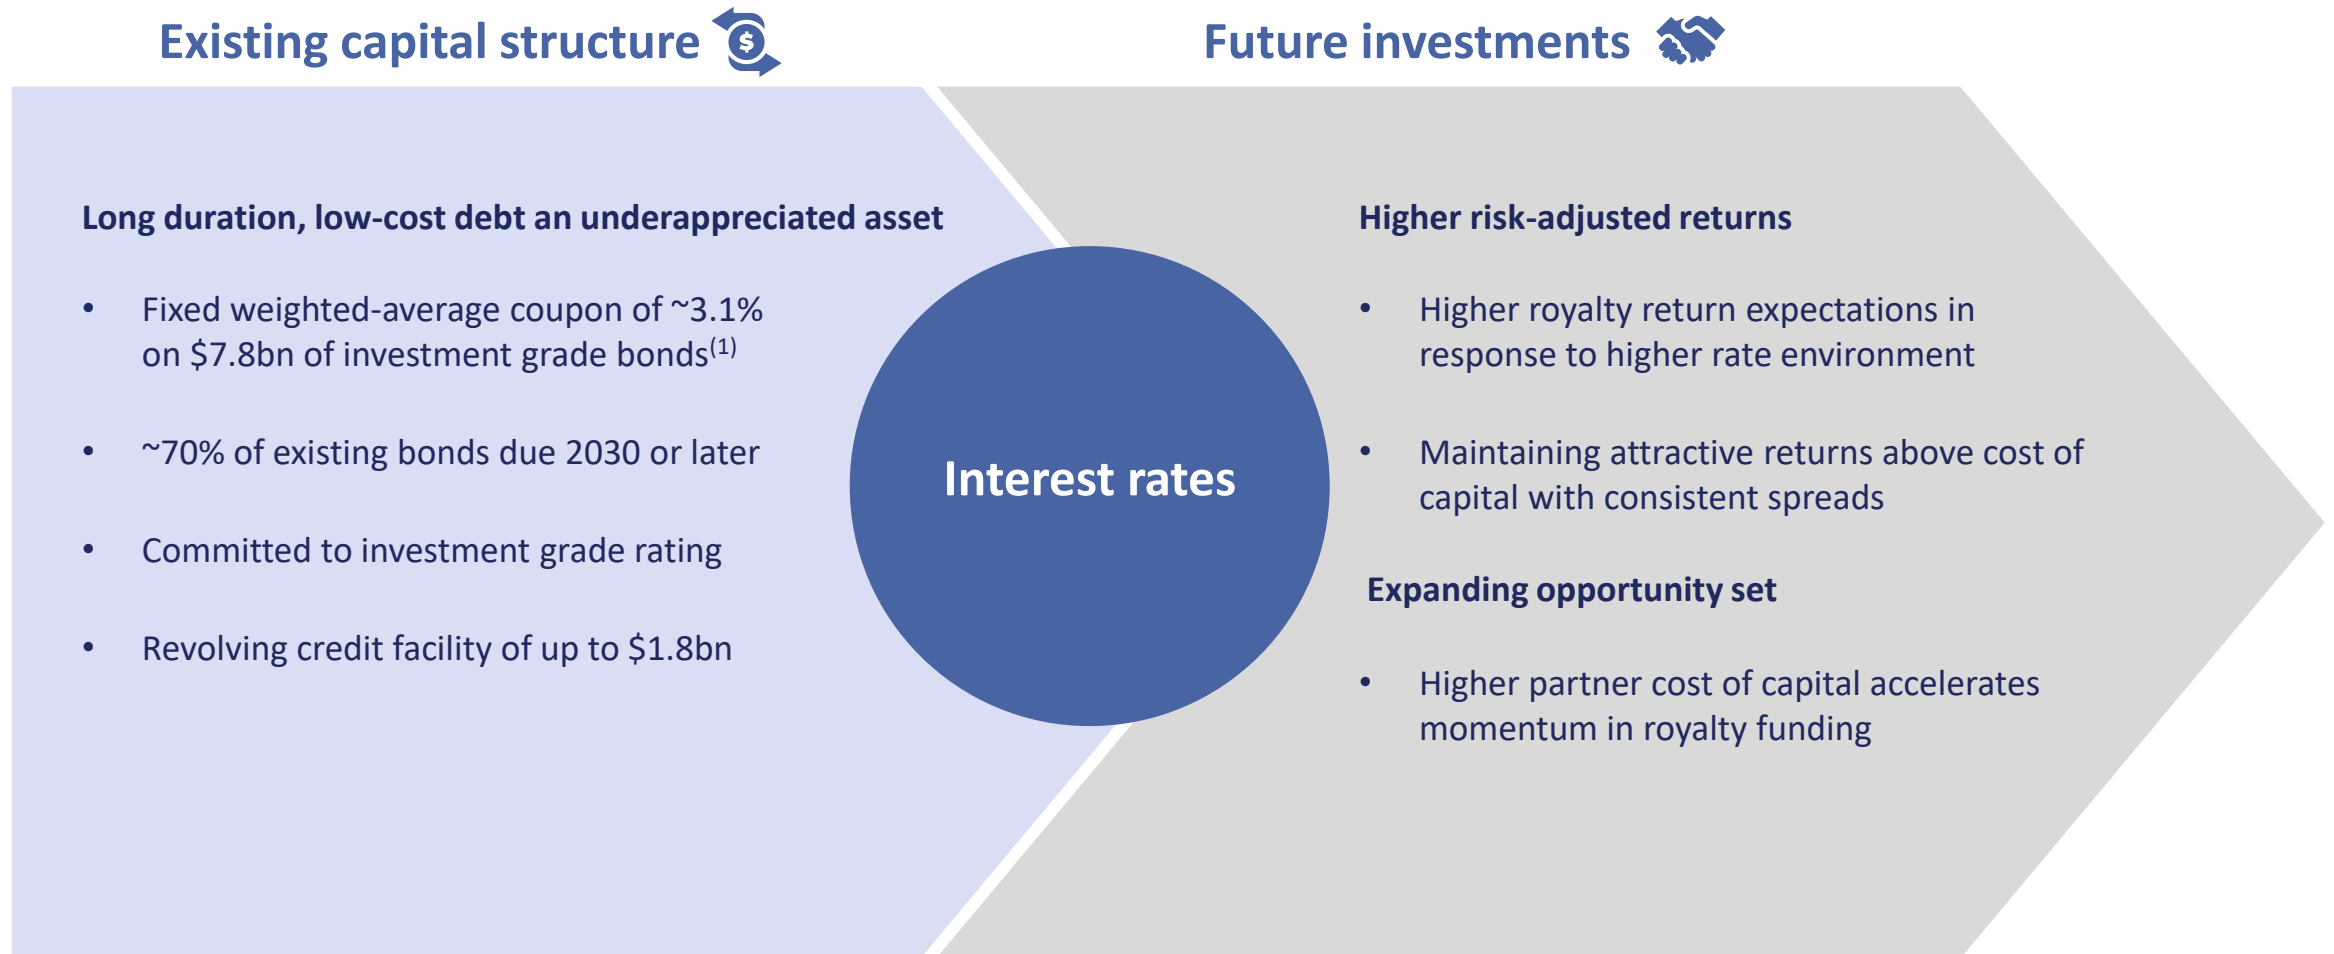 Existing capital structure
Long duration, low-cost debt an underappreciated asset
• Fixed weighted-average coupon of ~3.1%
on $7.8bn of investment grade bonds(1)
• ~70% of existing bonds due 2030 or later
• Committed to investment grade rating
• Revolving credit facility of up to $1.8bn
Interest rates
Future investments
Higher risk-adjusted returns
• Higher royalty return expectations in
response to higher rate environment
• Maintaining attractive returns above cost of
capital with consistent spreads
Expanding opportunity set
• Higher partner cost of capital accelerates
momentum in royalty funding